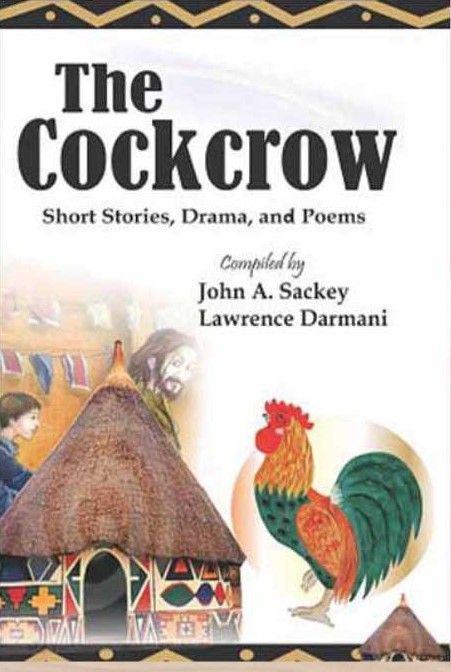 The
Cockcrow
Short Stories, Drama, and Poems
Compiled by
John A. Sackey
Lawrence Darmani